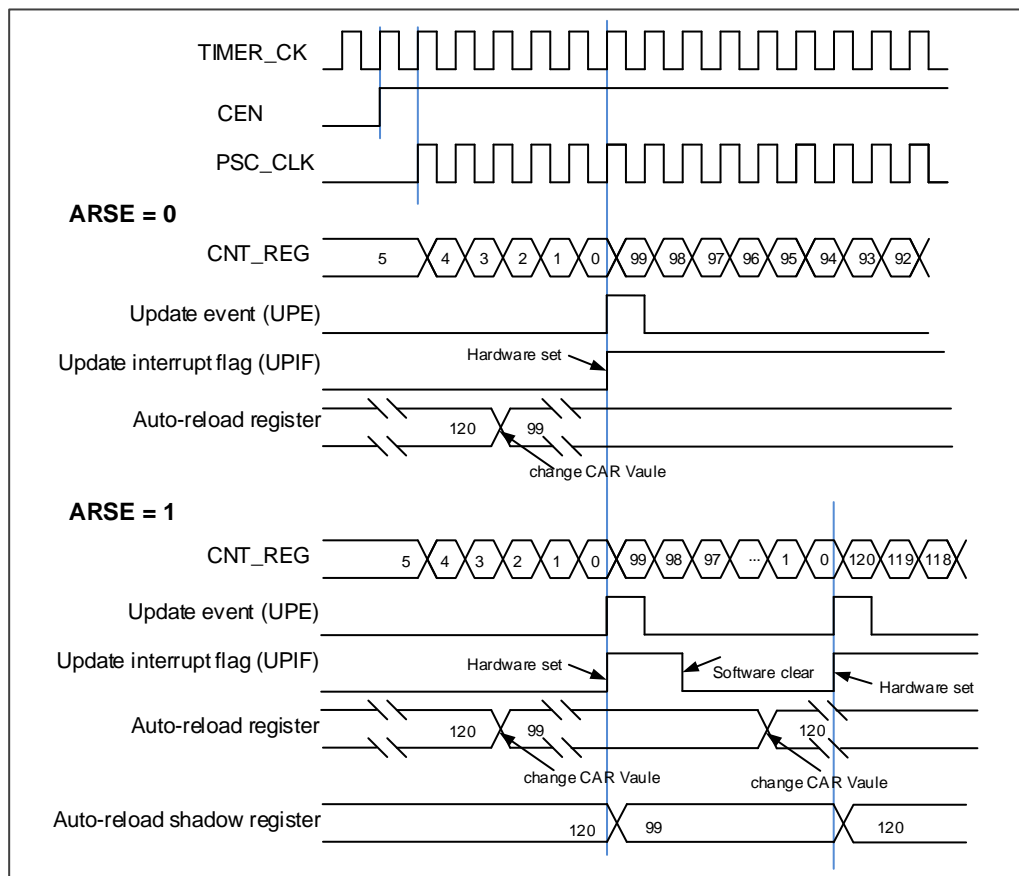 TIMER_CK
CEN
PSC_CLK
ARSE = 0
CNT_REG 5 4 3 2 1 0 99 98 97 96 95 94 93 92
Update event (UPE)
Update interrupt flag (UPIF) Hardware set
Auto-reload register 120 99
change CAR Vaule
ARSE = 1
CNT_REG 5 4 3 2 1 0 99 98 97 ... 1 0 120 119 118
Update event (UPE)
Update interrupt flag (UPIF) Hardware set Software clear Hardware set
Auto-reload register 120 99 120
change CAR Vaule change CAR Vaule
Auto-reload shadow register 120 99 120